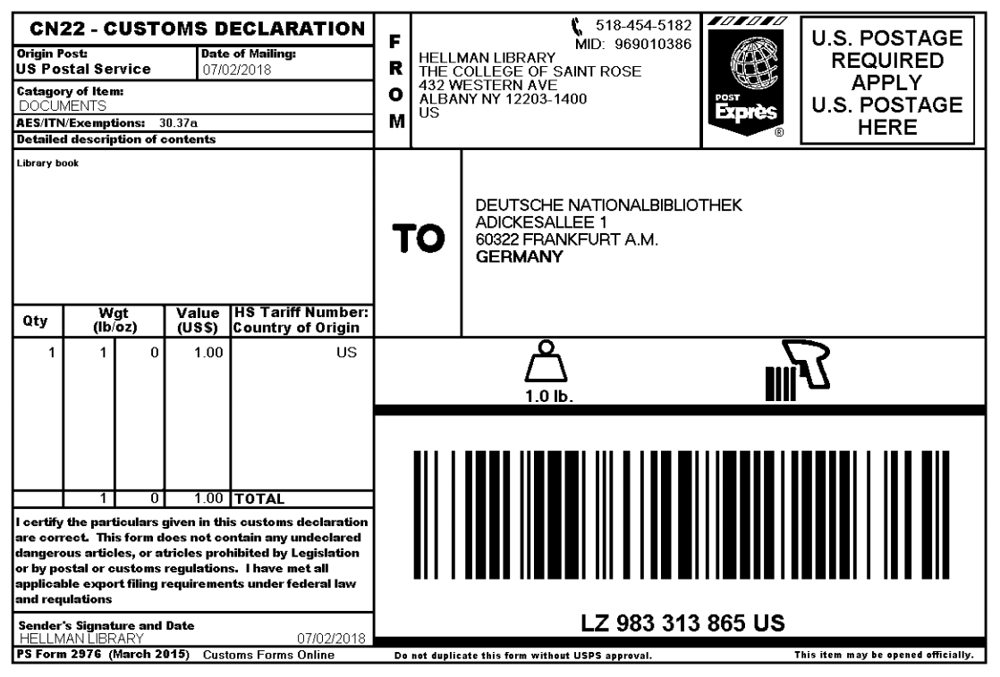 CN22 - CUSTOMS DECLARATION
Origin Post:
US Postal Service
Date of Mailing:
07/02/2018
Catagory of Item:
DOCUMENTS
AES/ITN/Exemptions: 30.37a
Detailed description of contents
Library book
Qty
Wgt
(lb/oz)
Value
(US$)
HS Tariff Number:
Country of Origin
1 1 0 1.00 US
1 0 1.00 TOTAL
I certify the particulars given in this customs declaration
are correct. This form does not contain any undeclared
dangerous articles, or atricles prohibited by Legislation
or by postal or customs regulations. I have met all
applicable export filing requirements under federal law
and requlations
Sender's Signature and Date
HELLMAN LIBRARY 07/02/2018
PS Form 2976 (March 2015) Customs Forms Online
FROM
518-454-5182
MID: 969010386
HELLMAN LIBRARY
THE COLLEGE OF SAINT ROSE
432 WESTERN AVE
ALBANY NY 12203-1400
US
POST
Exprès
®
U.S. POSTAGE
REQUIRED
APPLY
U.S. POSTAGE
HERE
TO
DEUTSCHE NATIONALBIBLIOTHEK
ADICKESALLEE 1
60322 FRANKFURT A.M.
GERMANY
1.0 lb.
LZ 983 313 865 US
Do not duplicate this form without USPS approval.
This item may be opened officially.